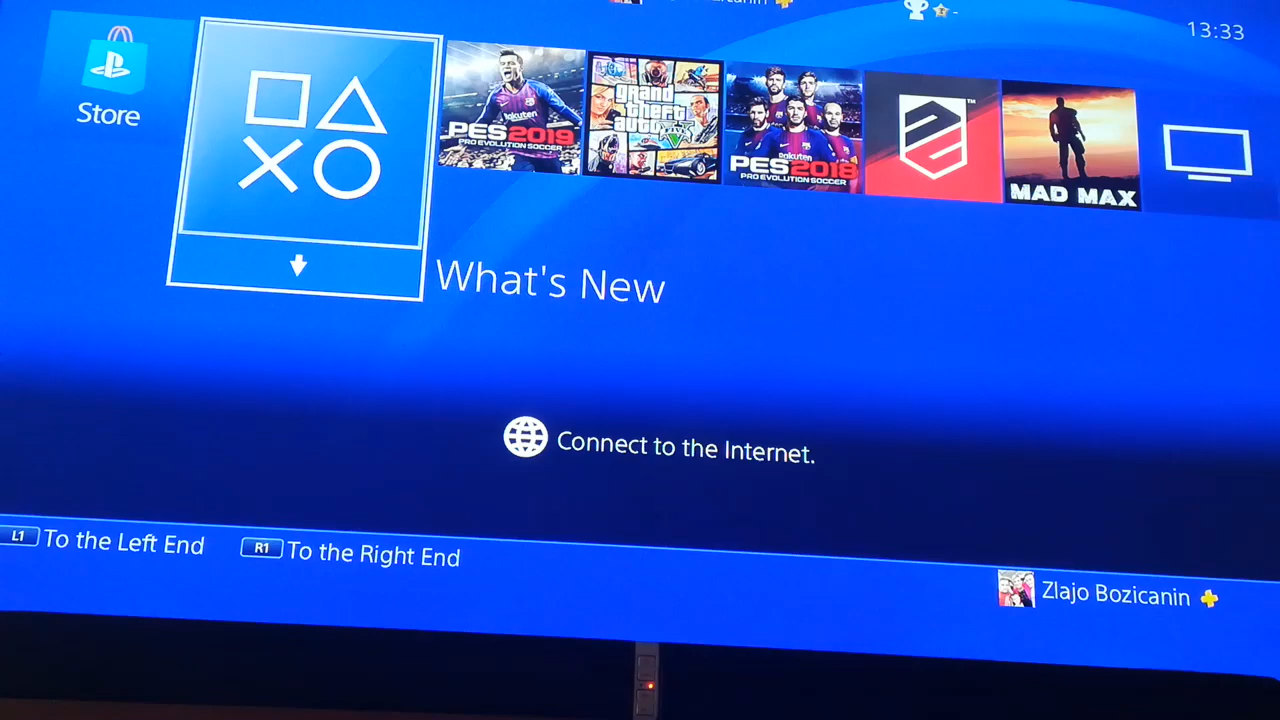 13:33
Store
Rakuten
PES2019
PRO EVOLUTION SOCCER
grand
theft
auto
V
Rakuten
PES2018
PRO EVOLUTION SOCCER
TM
MAD MAX
What's New
Connect to the Internet.
L1 To the Left End
R1 To the Right End
Zlajo Bozicanin